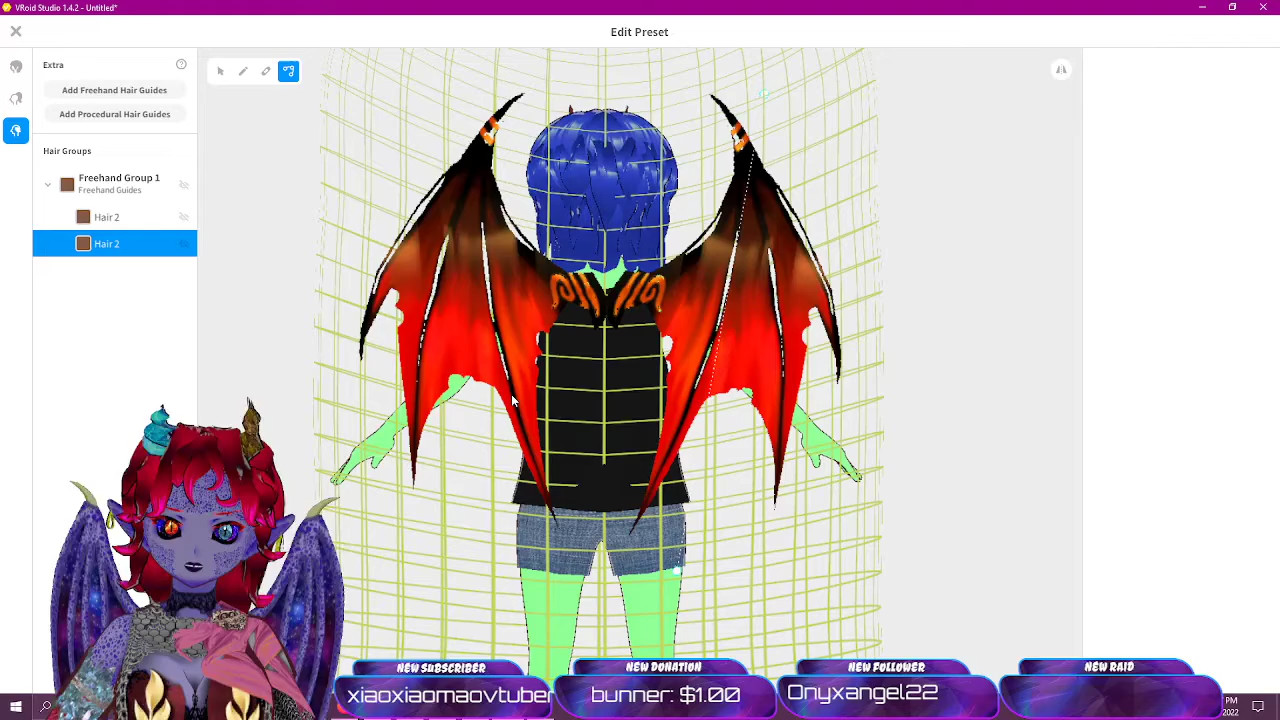 VRoid Studio 1.4.2 - Untitled*
Edit Preset
Extra
Add Freehand Hair Guides
Add Procedural Hair Guides
Hair Groups
Freehand Group 1
Freehand Guides
Hair 2
Hair 2
NEW SUBSCRIBER
NEW DONATION
NEW FOLLOWER
NEW RAID
xiaoxiaomaovtuber
bunner: $1.00
Onyxangel22
PM
2022